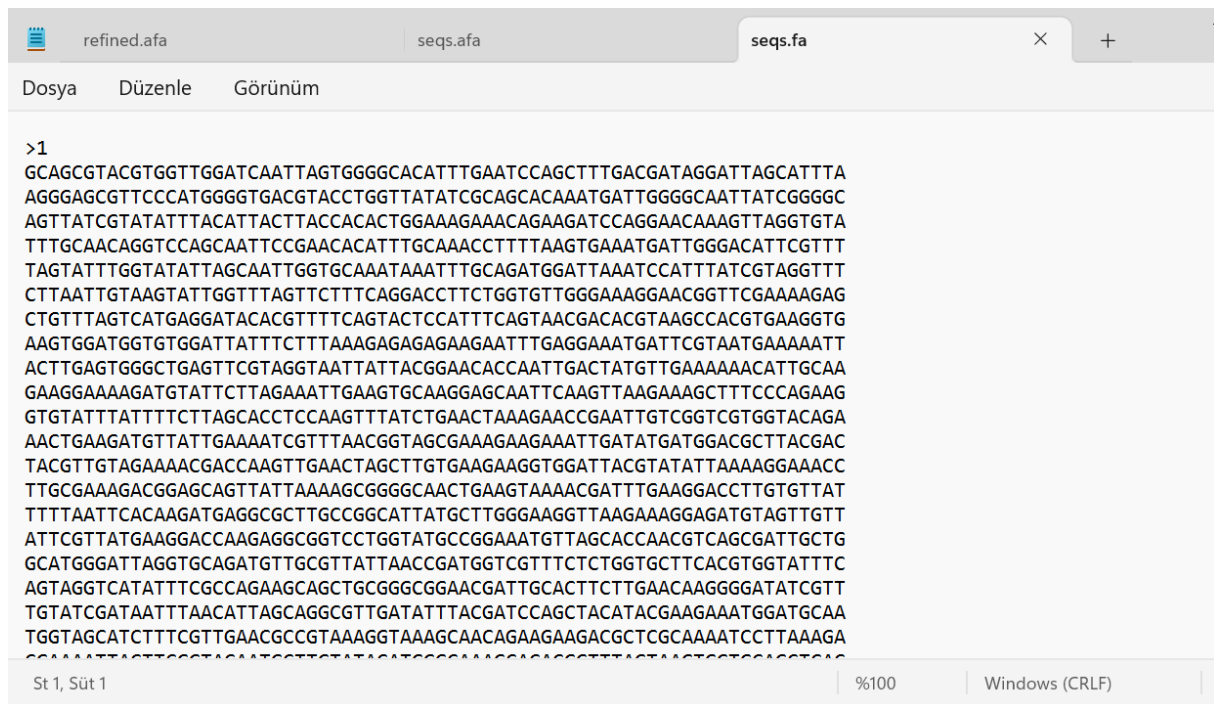 refined.afa
seqs.afa
seqs.fa
Dosya
Düzenle
Görünüm
>1
GCAGCGTACGTGGTTGGATCAATTAGTGGGGCACATTTGAATCCAGCTTTGACGATAGGATTAGCATTTA
AGGGAGCGTTCCCATGGGGTGACGTACCTGGTTATATCGCAGCACAAATGATTGGGGCAATTATCGGGGC
AGTTATCGTATATTTACATTACTTACCACACTGGAAAGAAACAGAAGATCCAGGAACAAAGTTAGGTGTA
TTTGCAACAGGTCCAGCAATTCCGAACACATTTGCAAACCTTTTAAGTGAAATGATTGGGACATTCGTTT
TAGTATTTGGTATATTAGCAATTGGTGCAAATAAATTTGCAGATGGATTAAATCCATTTATCGTAGGTTT
CTTAATTGTAAGTATTGGTTTAGTTCTTTCAGGACCTTCTGGTGTTGGGAAAGGAACGGTTCGAAAAGAG
CTGTTTAGTCATGAGGATACACGTTTTCAGTACTCCATTTCAGTAACGACACGTAAGCCACGTGAAGGTG
AAGTGGATGGTGTGGATTATTTCTTTAAAGAGAGAGAAGAATTTGAGGAAATGATTCGTAATGAAAAATT
ACTTGAGTGGGCTGAGTTCGTAGGTAATTATTACGGAACACCAATTGACTATGTTGAAAAAACATTGCAA
GAAGGAAAAGATGTATTCTTAGAAATTGAAGTGCAAGGAGCAATTCAAGTTAAGAAAGCTTTCCCAGAAG
GTGTATTTATTTTCTTAGCACCTCCAAGTTTATCTGAACTAAAGAACCGAATTGTCGGTCGTGGTACAGA
AACTGAAGATGTTATTGAAAATCGTTTAACGGTAGCGAAAGAAGAAATTGATATGATGGACGCTTACGAC
TACGTTGTAGAAAACGACCAAGTTGAACTAGCTTGTGAAGAAGGTGGATTACGTATATTAAAAGGAAACC
TTGCGAAAGACGGAGCAGTTATTAAAAGCGGGGCAACTGAAGTAAAACGATTTGAAGGACCTTGTGTTAT
TTTTAATTCACAAGATGAGGCGCTTGCCGGCATTATGCTTGGGAAGGTTAAGAAAGGAGATGTAGTTGTT
ATTCGTTATGAAGGACCAAGAGGCGGTCCTGGTATGCCGGAAATGTTAGCACCAACGTCAGCGATTGCTG
GCATGGGATTAGGTGCAGATGTTGCGTTATTAACCGATGGTCGTTTCTCTGGTGCTTCACGTGGTATTTC
AGTAGGTCATATTTCGCCAGAAGCAGCTGCGGGCGGAACGATTGCACTTCTTGAACAAGGGGATATCGTT
TGTATCGATAATTTAACATTAGCAGGCGTTGATATTTACGATCCAGCTACATACGAAGAAATGGATGCAA
TGGTAGCATCTTTCGTTGAACGCCGTAAAGGTAAAGCAACAGAAGAAGACGCTCGCAAAATCCTTAAAGA
St 1, Süt 1
%100
Windows (CRLF)